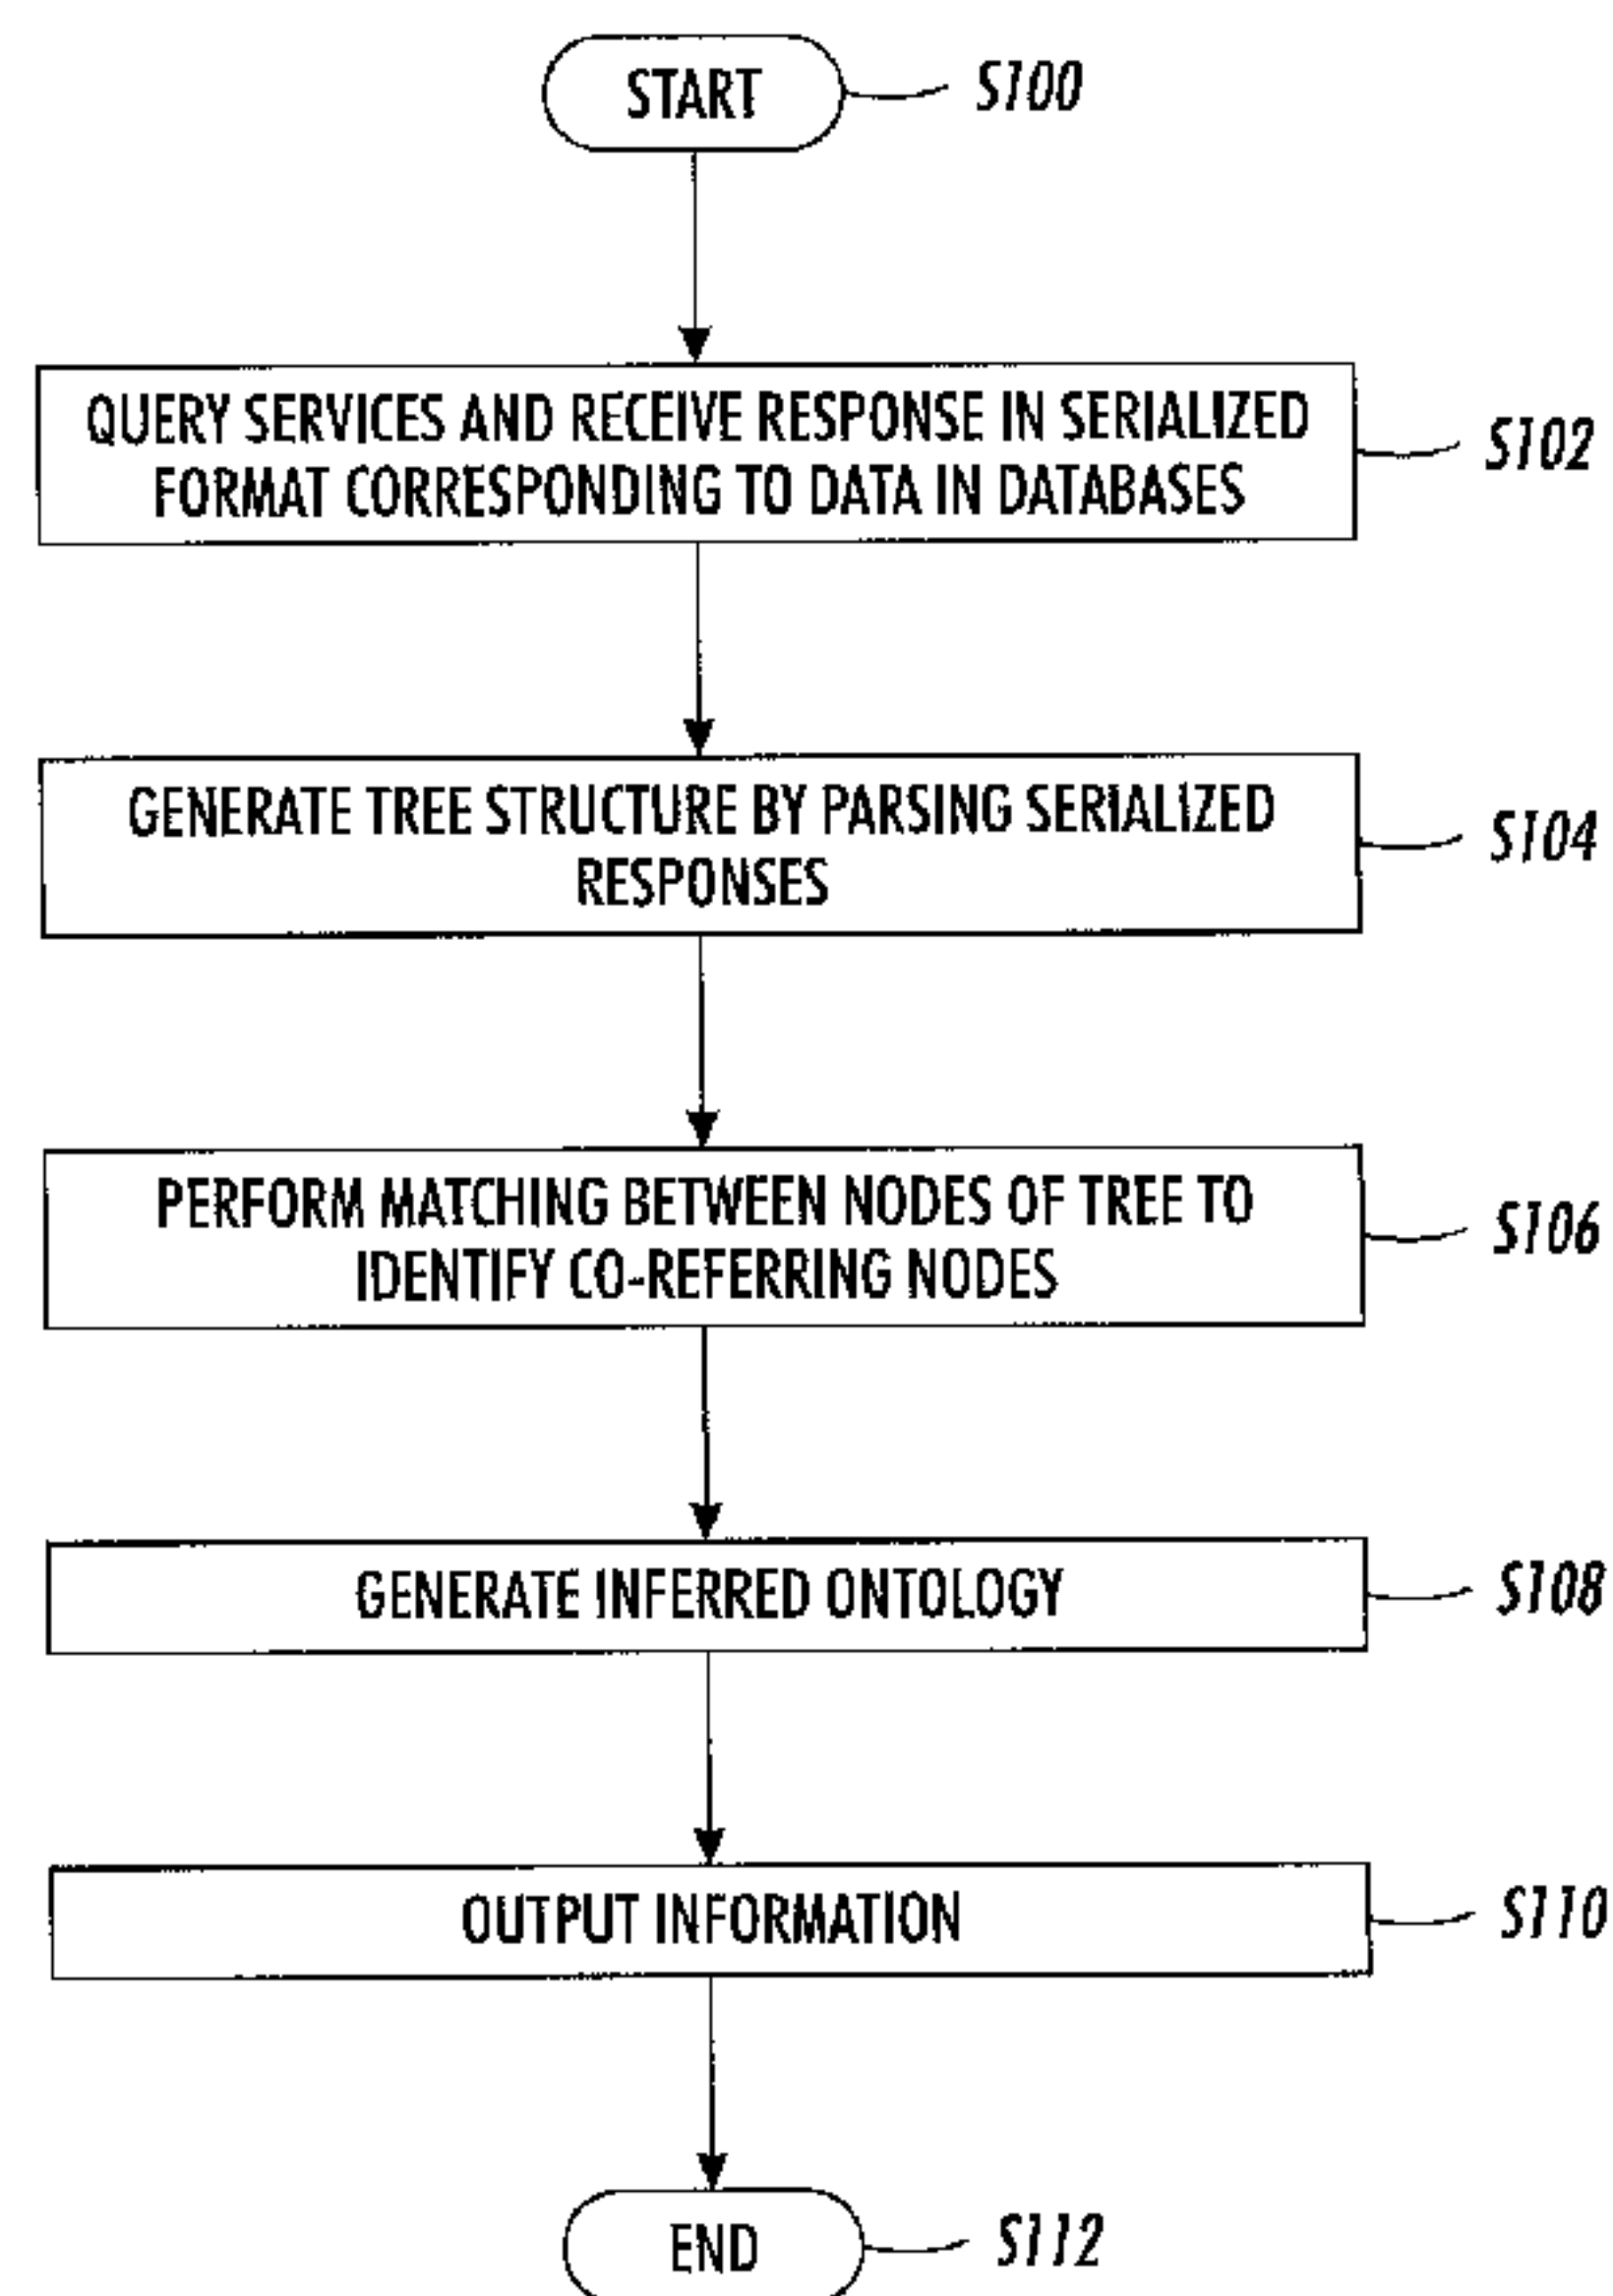 START
S100
QUERY SERVICES AND RECEIVE RESPONSE IN SERIALIZED
FORMAT CORRESPONDING TO DATA IN DATABASES
S102
GENERATE TREE STRUCTURE BY PARSING SERIALIZED
RESPONSES
S104
PERFORM MATCHING BETWEEN NODES OF TREE TO
IDENTIFY CO-REFERRING NODES
S106
GENERATE INFERRED ONTOLOGY
S108
OUTPUT INFORMATION
S110
END
S112